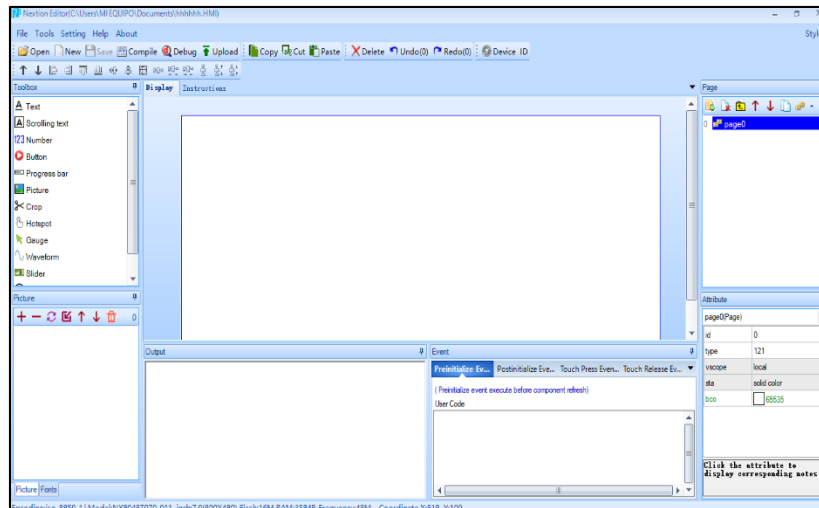 Nextion Editor(C:\Users\MI EQUIPO\Documents\hhhhhh.HMI)
File Tools Setting Help About
Style
Open New Save Compile Debug Upload Copy Cut Paste Delete Undo(0) Redo(0) Device ID
Toolbox
Text
Scrolling text
Number
Button
Progress bar
Picture
Crop
Hotspot
Gauge
Waveform
Slider
Picture
0
Picture Fonts
Display Instructions
Output
Event
Preinitialize Ev... Postinitialize Eve... Touch Press Even... Touch Release Ev...
( Preinitialize event execute before component refresh)
User Code
Page
0 page0
Attribute
page0(Page)
id 0
type 121
vscope local
sta solid color
bco 65535
Click the attribute to
display corresponding notes